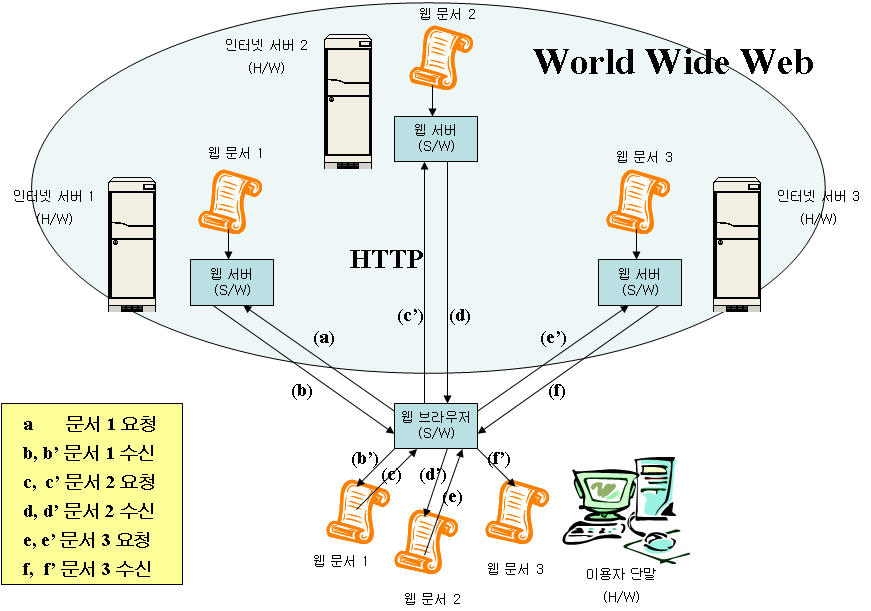 웹 문서 2
인터넷 서버 2
(H/W)
World Wide Web
웹 서버
(S/W)
웹 문서 1
웹 문서 3
인터넷 서버 1
(H/W)
인터넷 서버 3
(H/W)
HTTP
웹 서버
(S/W)
웹 서버
(S/W)
(c’)
(d)
(a)
(e’)
(b)
(f)
웹 브라우저
(S/W)
a 문서 1 요청
b, b’ 문서 1 수신
c, c’ 문서 2 요청
d, d’ 문서 2 수신
e, e’ 문서 3 요청
f, f’ 문서 3 수신
(b’)
(c)
(d’)
(e)
(f’)
웹 문서 1
웹 문서 2
웹 문서 3
이용자 단말
(H/W)